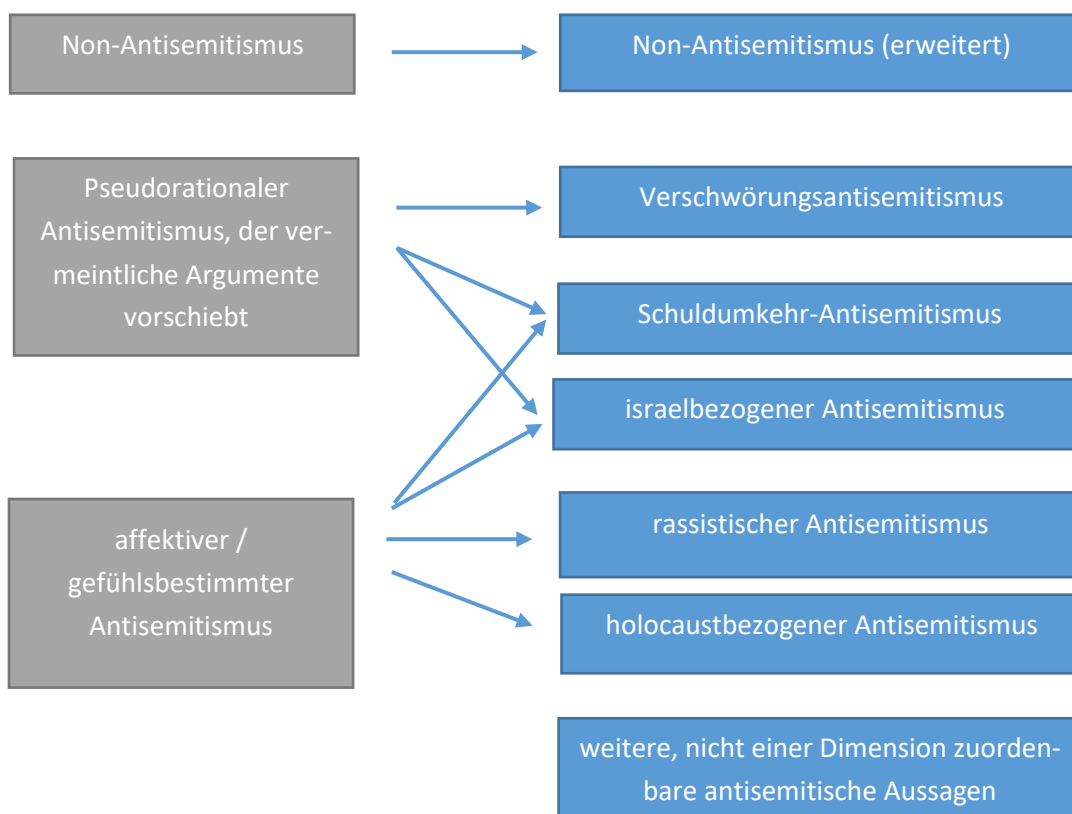 Non-Antisemitismus
Non-Antisemitismus (erweitert)
Pseudorationaler
Antisemitismus, der ver-
meintliche Argumente
vorschiebt
Verschwörungsantisemitismus
Schuldumkehr-Antisemitismus
israelbezogener Antisemitismus
affektiver /
gefühlsbestimmter
Antisemitismus
rassistischer Antisemitismus
holocaustbezogener Antisemitismus
weitere, nicht einer Dimension zuorden-
bare antisemitische Aussagen